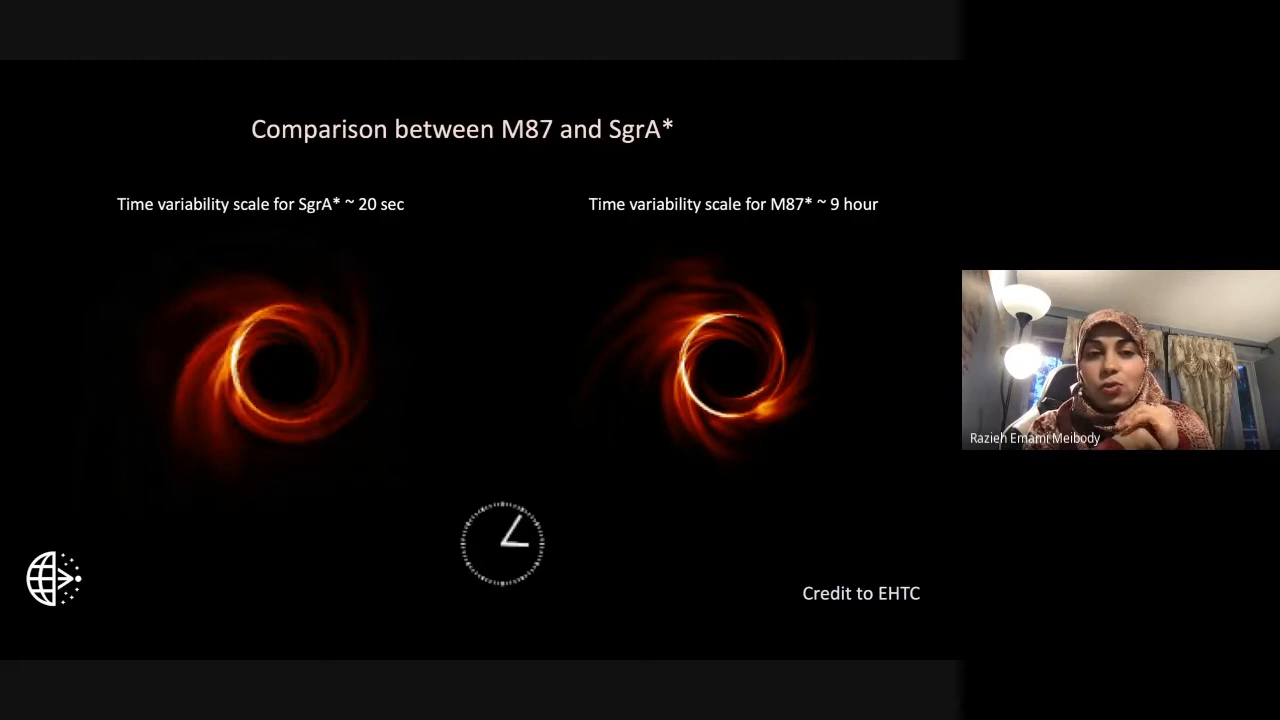 Comparison between M87 and SgrA*
Time variability scale for SgrA* ~ 20 sec
Time variability scale for M87* ~ 9 hour
Razieh Emami Meibody
Credit to EHTC